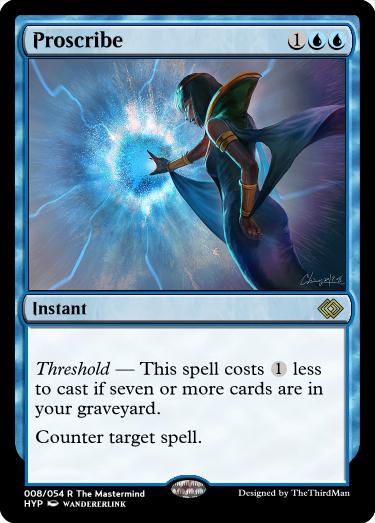 Proscribe 1
Instant
Threshold — This spell costs 1 less
to cast if seven or more cards are in
your graveyard.
Counter target spell.
008/054 R The Mastermind
HYP WANDERERLINK
Designed by TheThirdMan